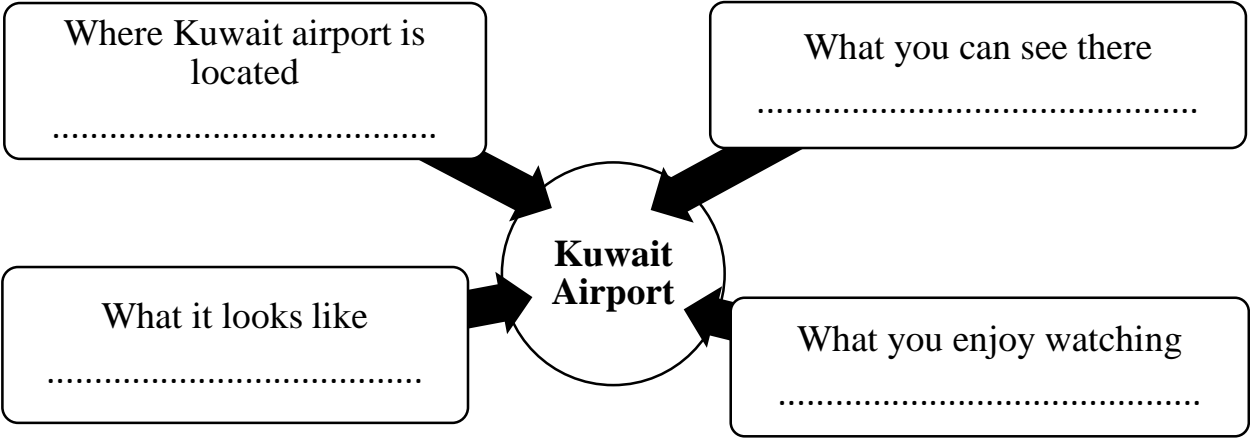 Where Kuwait airport is
located
.........................................
What you can see there
...............................................
Kuwait
Airport
What it looks like
........................................
What you enjoy watching
.............................................